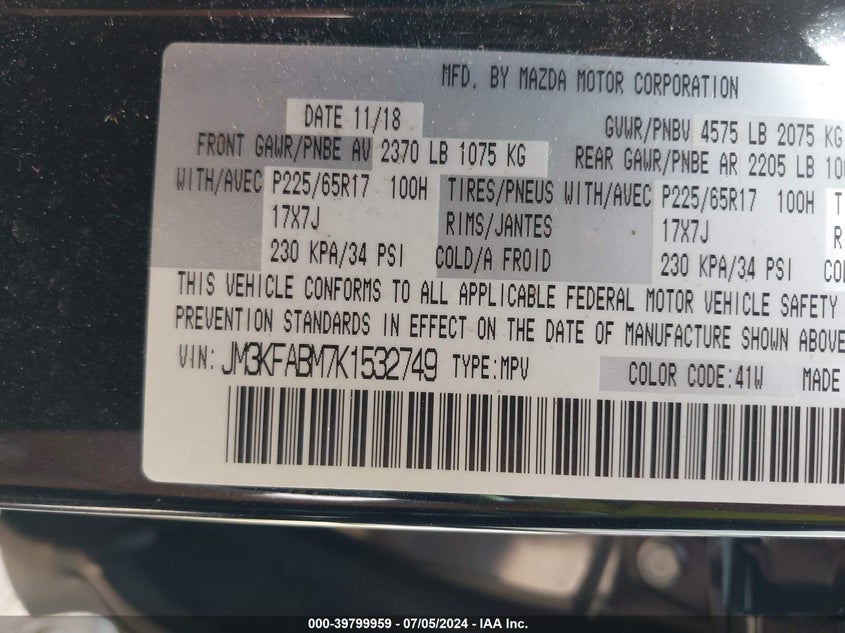 MFD. BY MAZDA MOTOR CORPORATION
DATE 11/18 GVWR/PNBV 4575 LB 2075 KG
FRONT GAWR/PNBE AV 2370 LB 1075 KG REAR GAWR/PNBE AR 2205 LB
WITH/AVEC P225/65R17 100H TIRES/PNEUS WITH/AVEC P225/65R17 100H
17X7J RIMS/JANTES 17X7J
230 KPA/34 PSI COLD/A FROID 230 KPA/34 PSI
THIS VEHICLE CONFORMS TO ALL APPLICABLE FEDERAL MOTOR VEHICLE SAFETY
PREVENTION STANDARDS IN EFFECT ON THE DATE OF MANUFACTURE SHOWN ABOVE
VIN: JM3KFABM7K1532749 TYPE:MPV COLOR CODE:41W MADE
000-39799959 - 07/05/2024 - IAA Inc.